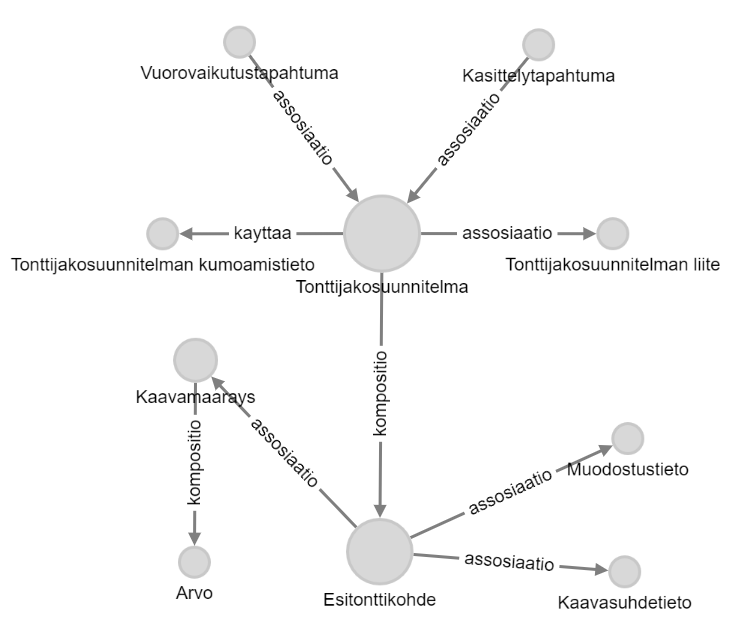 Vuorovaikutustapahtuma
Kasittelytapahtuma
assosiaatio
assosiaatio
kayttaa
assosiaatio
Tonttijakosuunnitelman kumoamistieto
Tonttijakosuunnitelman liite
Tonttijakosuunnitelma
kompositio
Kaavamaarays
kompositio
assosiaatio
assosiaatio
Muodostustieto
assosiaatio
Arvo
Esitonttikohde
Kaavasuhdetieto